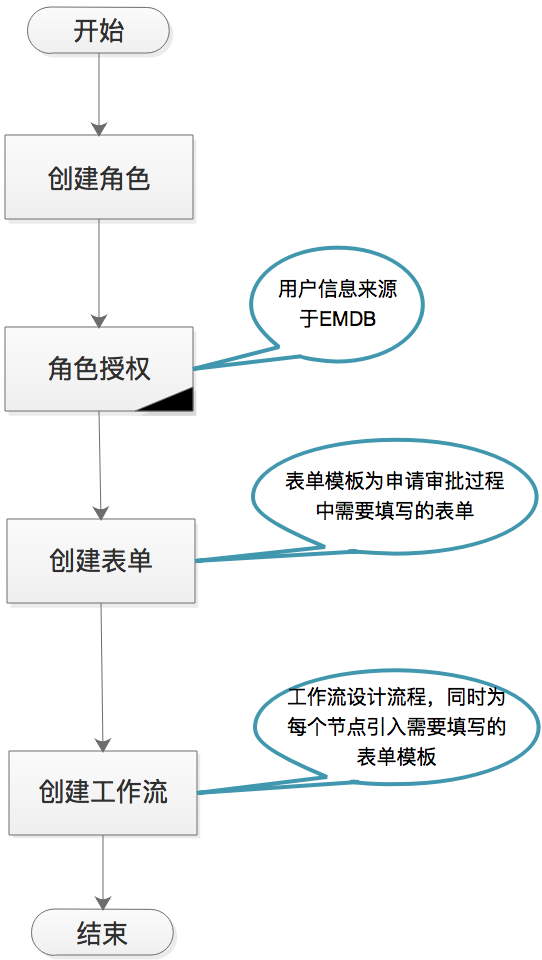 开始
创建角色
用户信息来源
于EMDB
角色授权
表单模板为申请审批过程
中需要填写的表单
创建表单
工作流设计流程，同时为
每个节点引入需要填写的
表单模板
创建工作流
结束